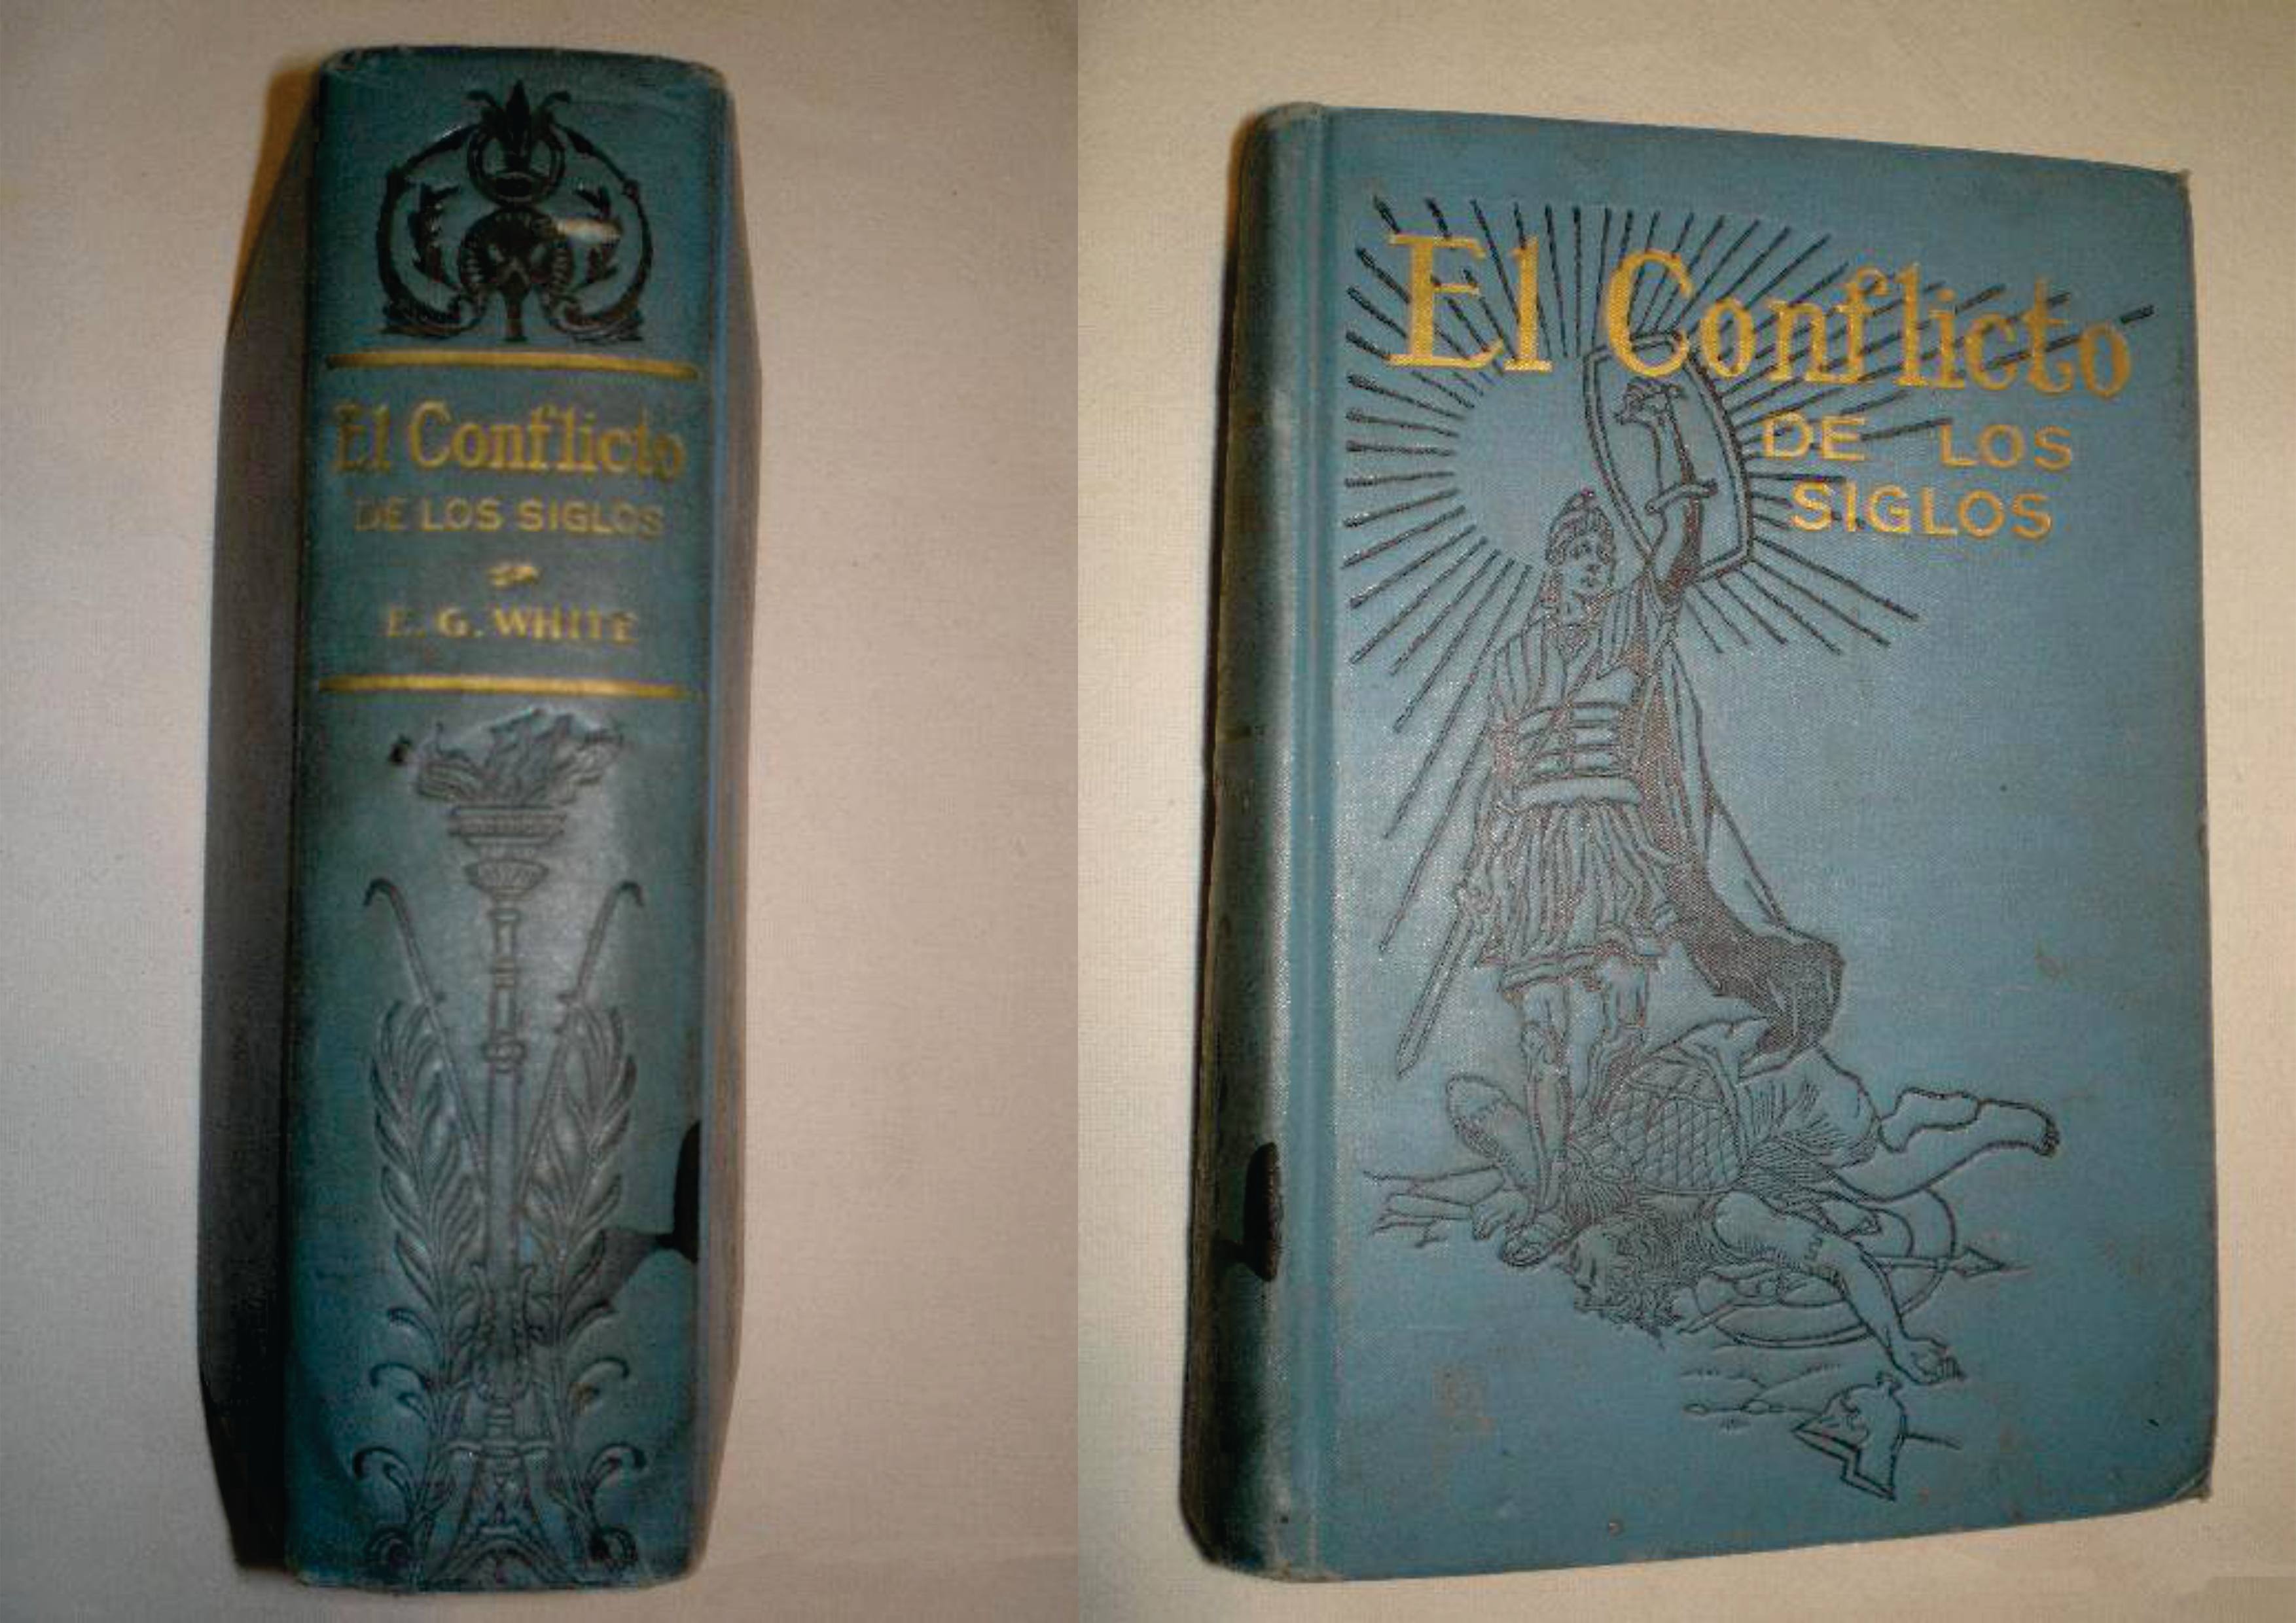 El Conflicto
DE LOS SIGLOS
E. G. WHITE
El Conflicto
DE LOS
SIGLOS